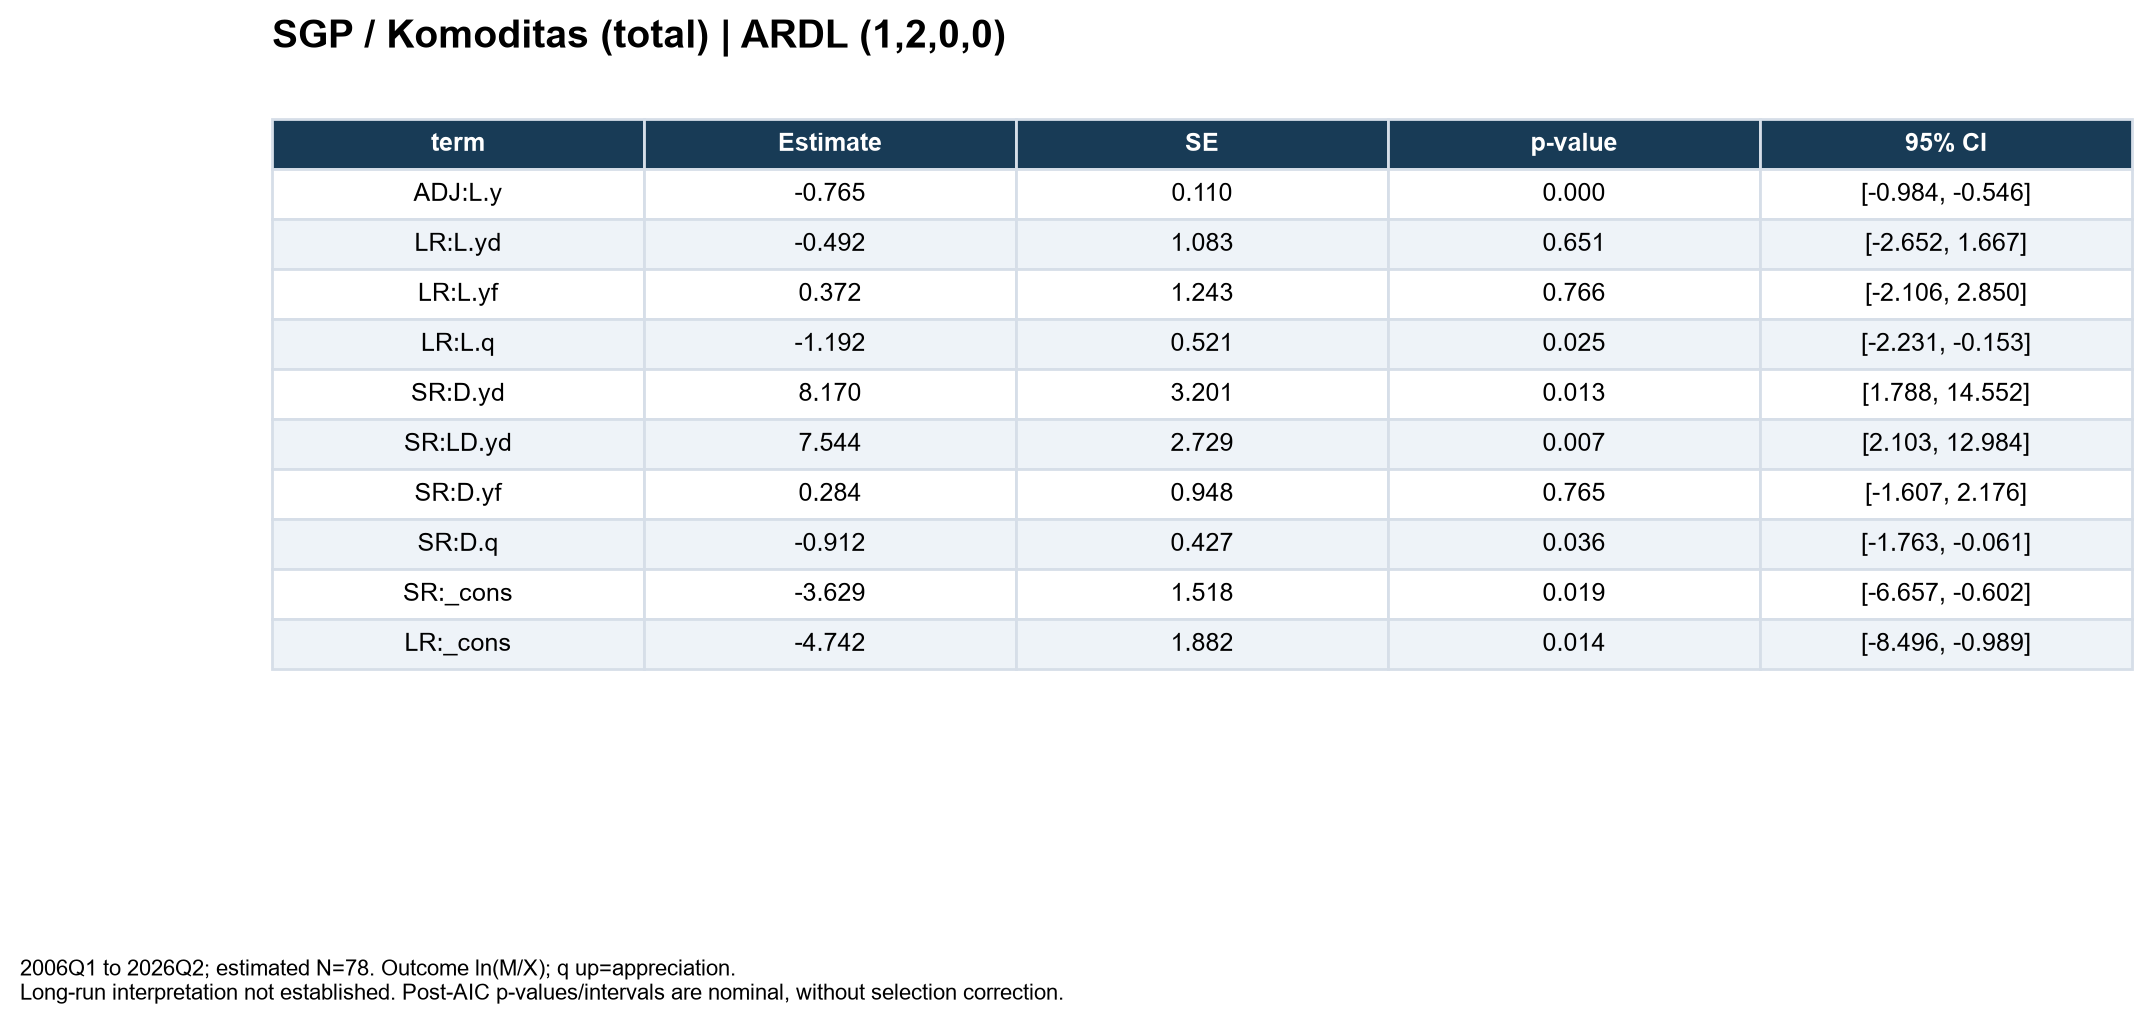 SGP / Komoditas (total) | ARDL (1,2,0,0)
term Estimate SE p-value 95% CI
ADJ:L.y -0.765 0.110 0.000 [-0.984, -0.546]
LR:L.yd -0.492 1.083 0.651 [-2.652, 1.667]
LR:L.yf 0.372 1.243 0.766 [-2.106, 2.850]
LR:L.q -1.192 0.521 0.025 [-2.231, -0.153]
SR:D.yd 8.170 3.201 0.013 [1.788, 14.552]
SR:LD.yd 7.544 2.729 0.007 [2.103, 12.984]
SR:D.yf 0.284 0.948 0.765 [-1.607, 2.176]
SR:D.q -0.912 0.427 0.036 [-1.763, -0.061]
SR:_cons -3.629 1.518 0.019 [-6.657, -0.602]
LR:_cons -4.742 1.882 0.014 [-8.496, -0.989]
2006Q1 to 2026Q2; estimated N=78. Outcome ln(M/X); q up=appreciation.
Long-run interpretation not established. Post-AIC p-values/intervals are nominal, without selection correction.